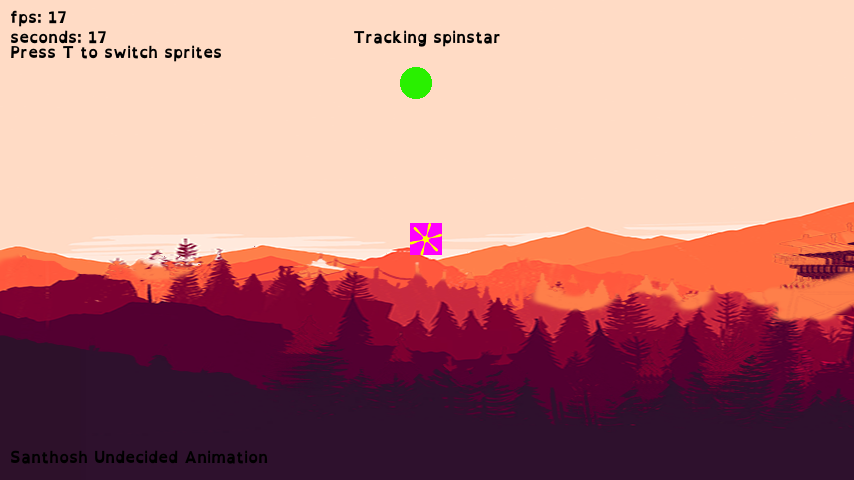 fps: 17
seconds: 17
Press T to switch sprites
Tracking spinstar
Santhosh Undecided Animation